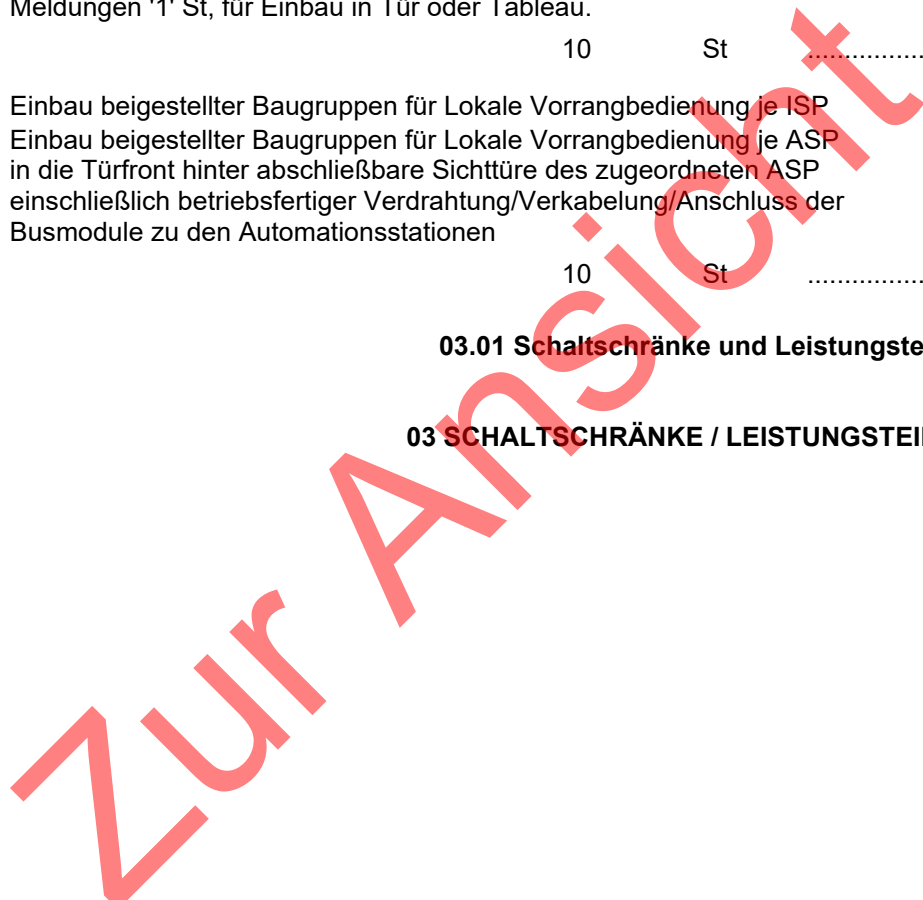 Meldungen '1' St, für Einbau in Tür oder Tableau.
10 St ................
Einbau beigestellter Baugruppen für Lokale Vorrangbedienung je ISP
Einbau beigestellter Baugruppen für Lokale Vorrangbedienung je ASP
in die Türfront hinter abschließbare Sichttüre des zugeordneten ASP
einschließlich betriebsfertiger Verdrahtung/Verkabelung/Anschluss der
Busmodule zu den Automationsstationen
10 St ................
03.01 Schaltschränke und Leistungste
03 SCHALTSCHRÄNKE / LEISTUNGSTEI
Zur Ansicht